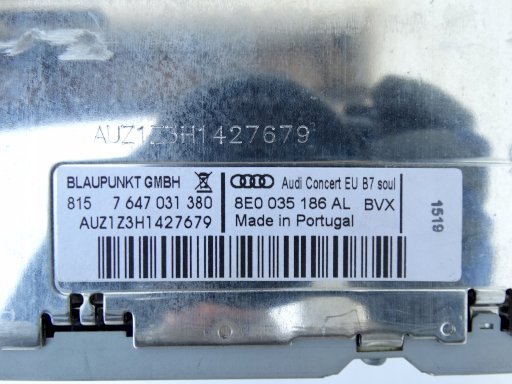 AUZ1Z3H1427679
BLAUPUNKT GMBH
815 7 647 031 380
AUZ1Z3H1427679
Audi Concert EU B7 soul
8E0 035 186 AL BVX
Made in Portugal
1519